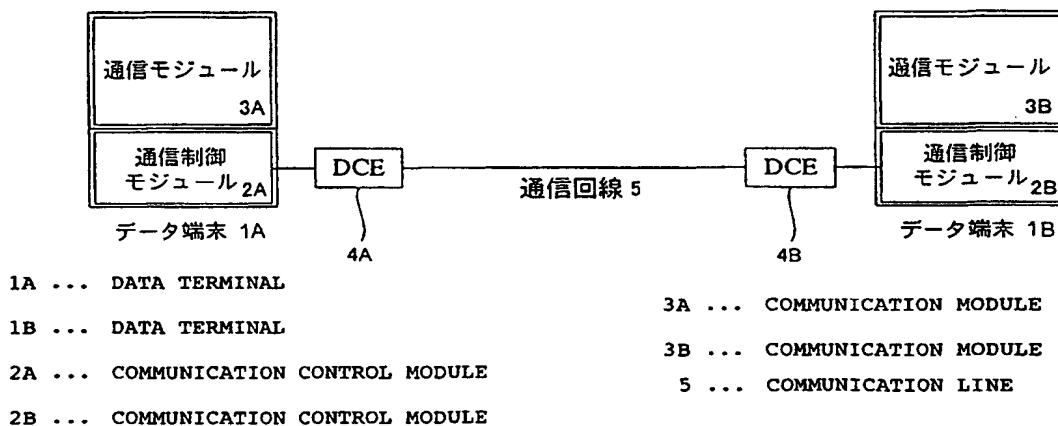 通信モジュール
3A
通信制御
モジュール 2A
データ端末 1A
DCE
4A
通信回線 5
DCE
4B
通信モジュール
3B
通信制御
モジュール 2B
データ端末 1B
1A ... DATA TERMINAL
1B ... DATA TERMINAL
2A ... COMMUNICATION CONTROL MODULE
2B ... COMMUNICATION CONTROL MODULE
3A ... COMMUNICATION MODULE
3B ... COMMUNICATION MODULE
5 ... COMMUNICATION LINE